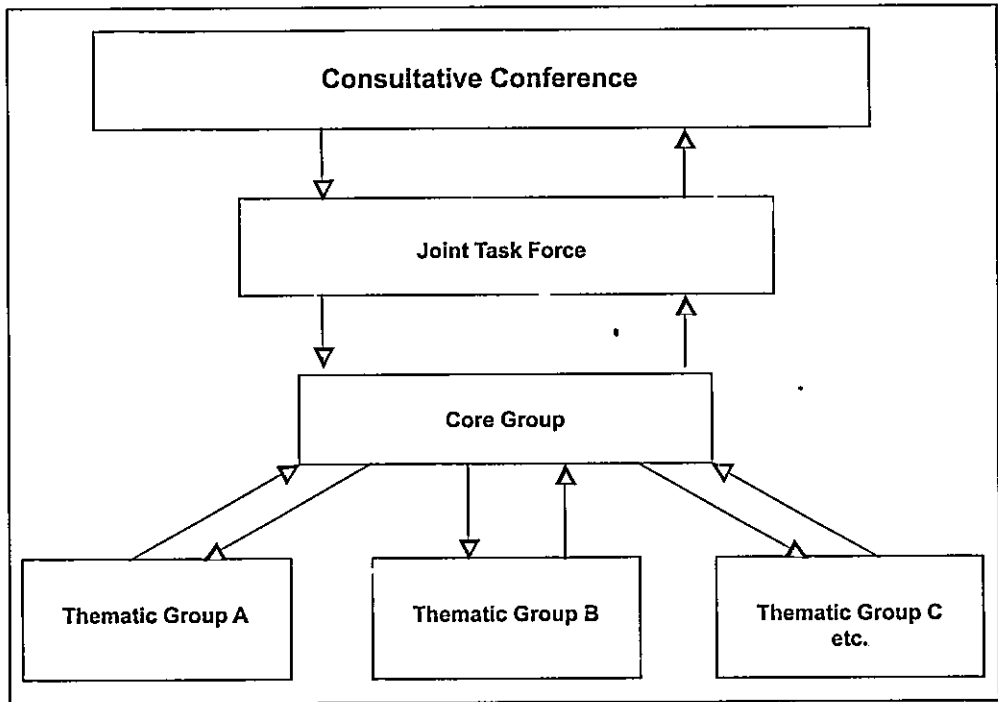 Consultative Conference
Joint Task Force
Core Group
Thematic Group A
Thematic Group B
Thematic Group C
etc.